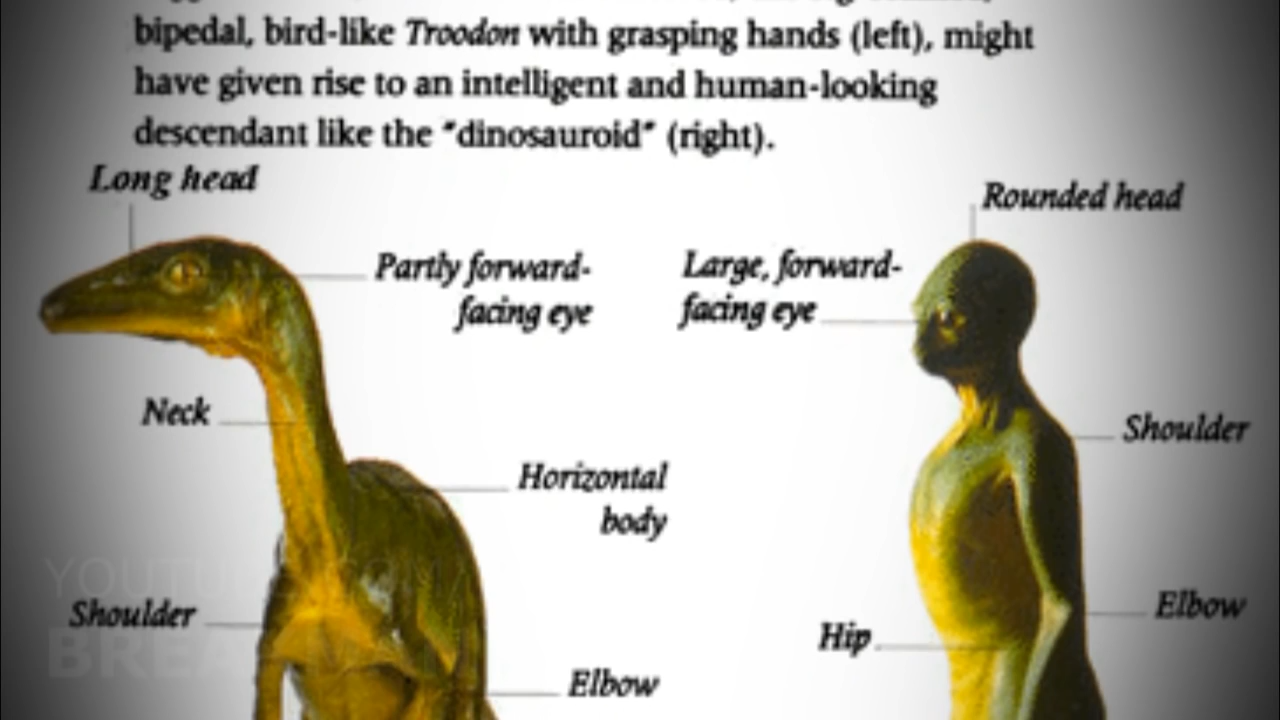 bipedal, bird-like Troodon with grasping hands (left), might
have given rise to an intelligent and human-looking
descendant like the "dinosauroid" (right).
Long head
Rounded head
Partly forward-
facing eye
Large, forward-
facing eye
Neck
Shoulder
Horizontal
body
Shoulder
Elbow
Hip
Elbow